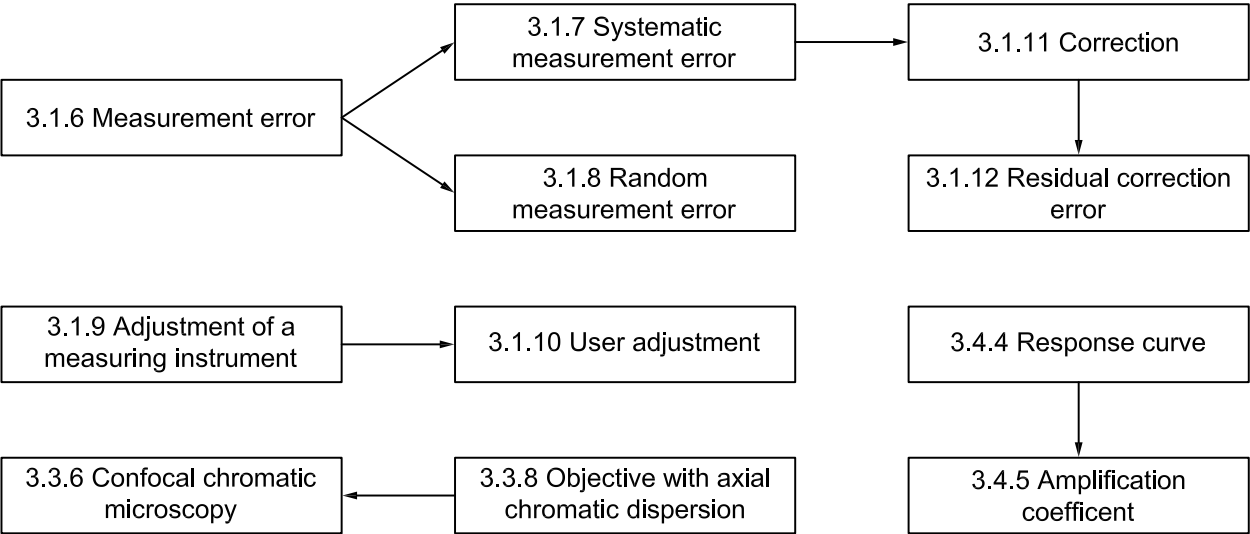 3.1.7 Systematic
measurement error
3.1.11 Correction
3.1.6 Measurement error
3.1.8 Random
measurement error
3.1.12 Residual correction
error
3.1.9 Adjustment of a
measuring instrument
3.1.10 User adjustment
3.4.4 Response curve
3.3.6 Confocal chromatic
microscopy
3.3.8 Objective with axial
chromatic dispersion
3.4.5 Amplification
coefficent